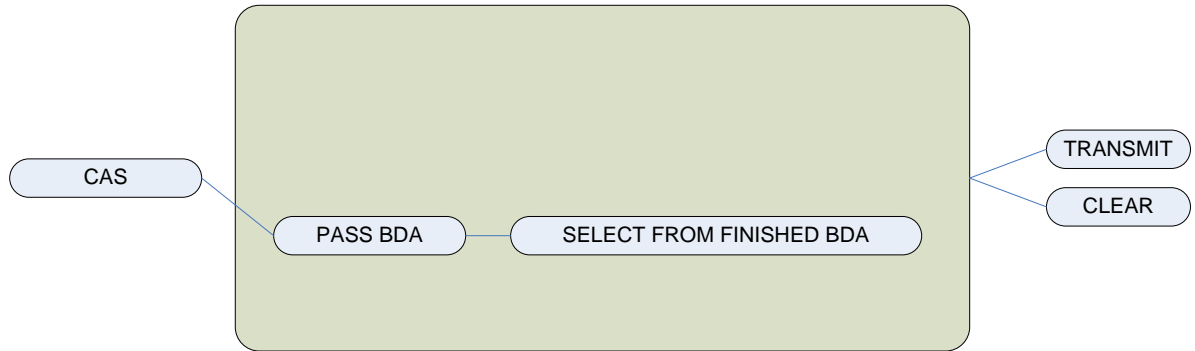 CAS
PASS BDA
SELECT FROM FINISHED BDA
TRANSMIT
CLEAR